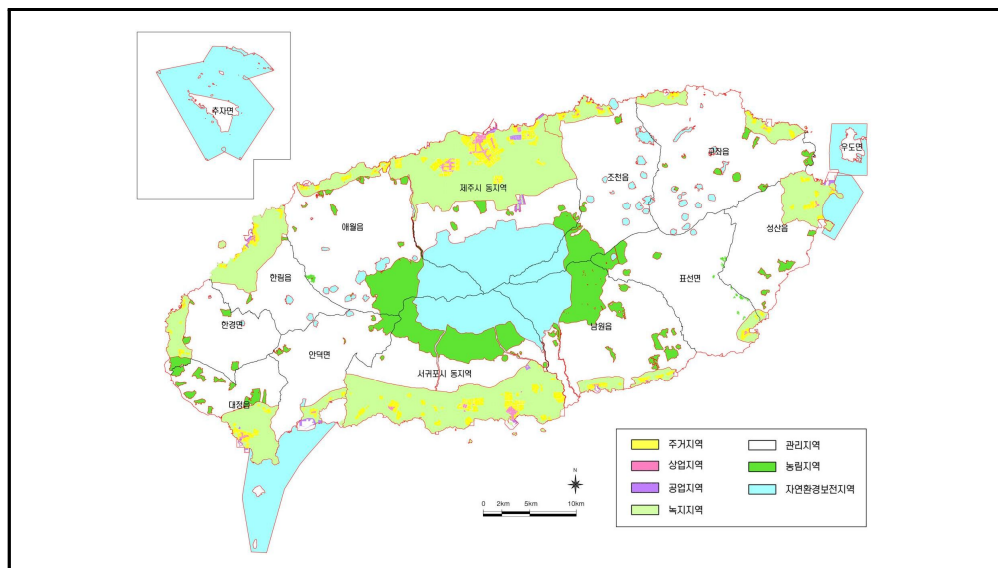 추자면
우도면
구좌읍
조천읍
제주시 동지역
애월읍
성산읍
한림읍
표선면
한경면
남원읍
안덕면
서귀포시 동지역
대정읍
주거지역
상업지역
공업지역
녹지지역
관리지역
농림지역
자연환경보전지역
N
0 2km 5km 10km